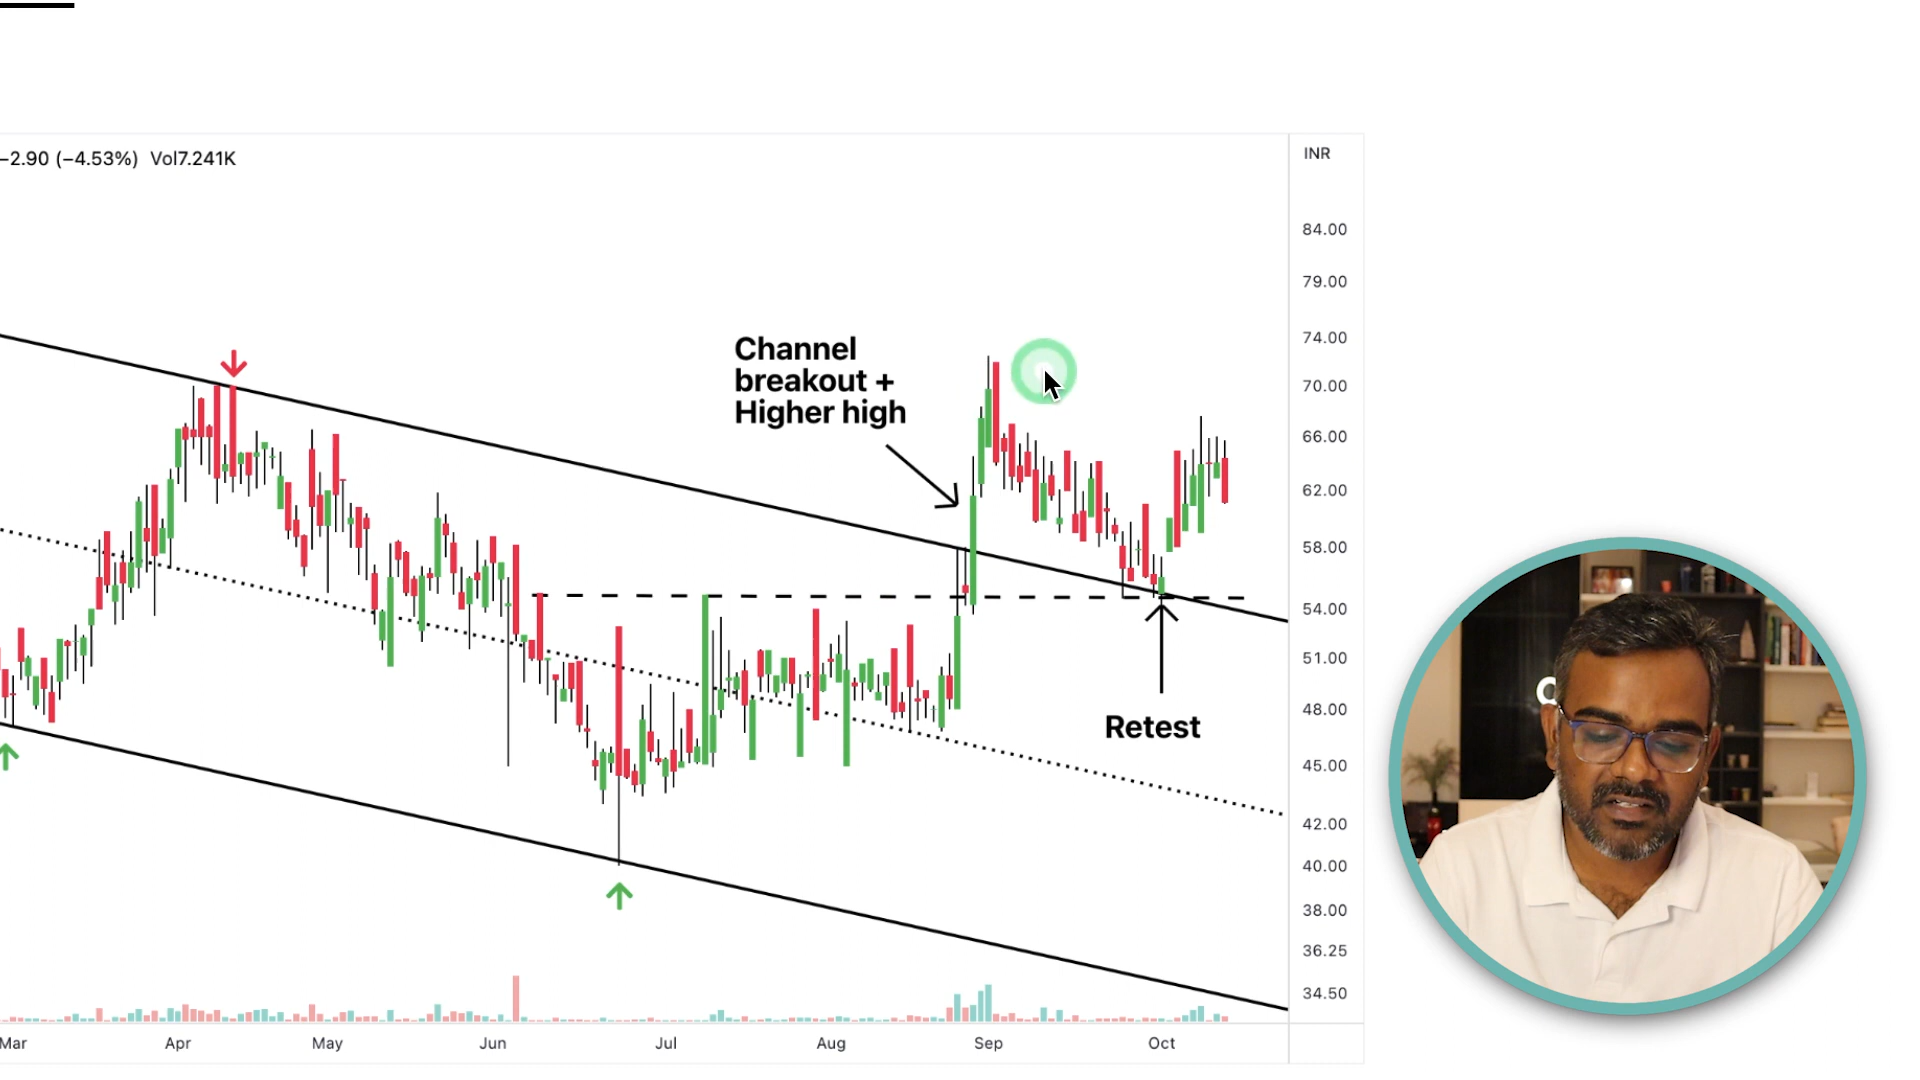 −2.90 (−4.53%) Vol7.241K
INR
84.00
79.00
74.00
70.00
66.00
62.00
58.00
54.00
51.00
48.00
45.00
42.00
40.00
38.00
36.25
34.50
Channel
breakout +
Higher high
Retest
Mar
Apr
May
Jun
Jul
Aug
Sep
Oct